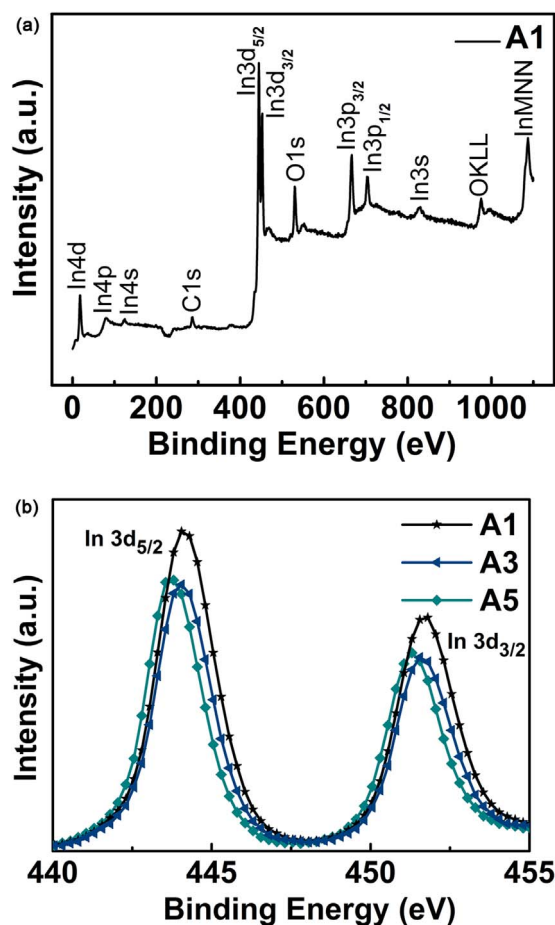 (a)
A1
In3d5/2
In3d3/2
In3p3/2
In3p1/2
InMNN
O1s
In3s
OKLL
In4d
In4p
In4s
C1s
Intensity (a.u.)
0 200 400 600 800 1000
Binding Energy (eV)
(b)
In 3d5/2
A1
A3
A5
In 3d3/2
Intensity (a.u.)
440 445 450 455
Binding Energy (eV)